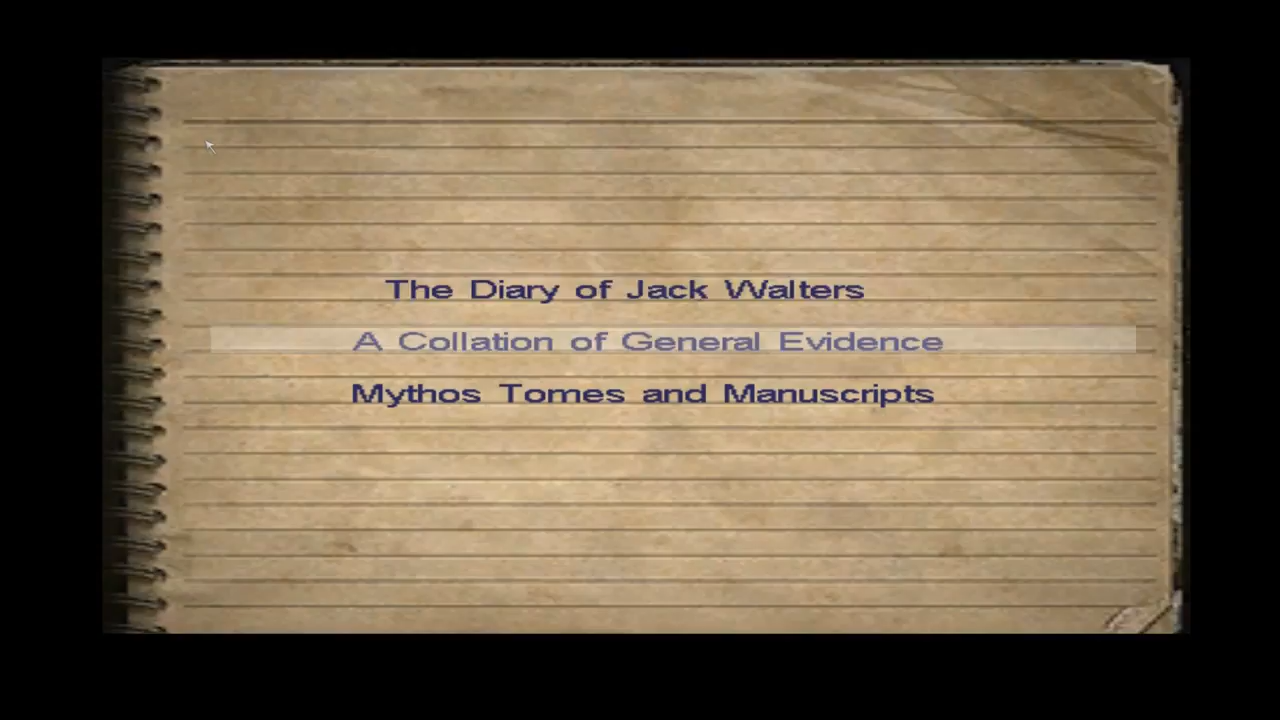 The Diary of Jack Walters
A Collation of General Evidence
Mythos Tomes and Manuscripts